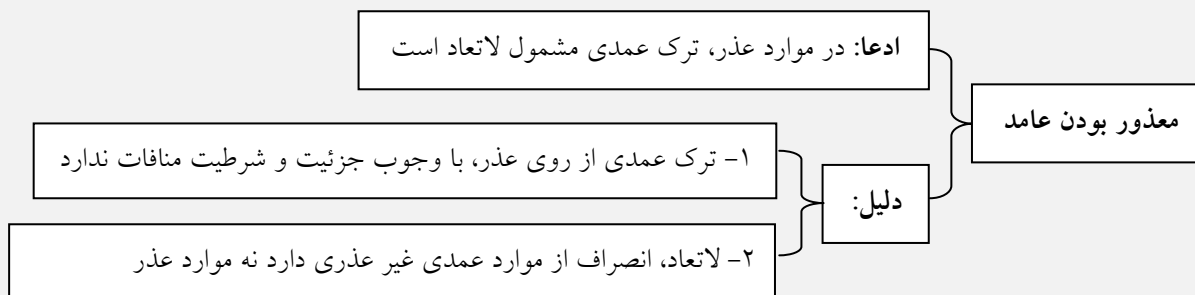 معذور بودن عامد
ادعا: در موارد عذر، ترک عمدی مشمول لاتعاد است
دلیل:
۱- ترک عمدی از روی عذر، با وجوب جزئیت و شرطیت منافات ندارد
۲- لاتعاد، انصراف از موارد عمدی غیر عذری دارد نه موارد عذر